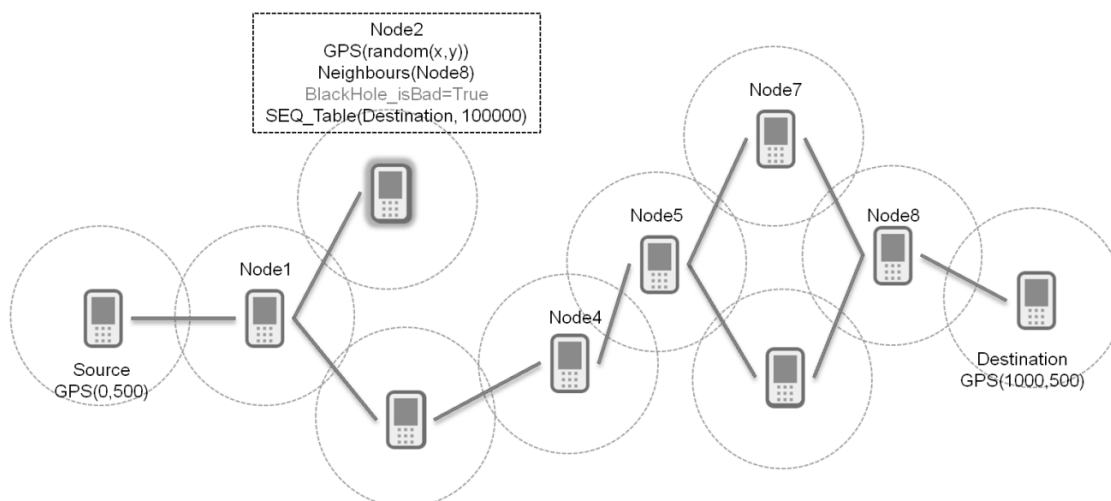 Node2
GPS(random(x,y))
Neighbours(Node8)
BlackHole_isBad=True
SEQ_Table(Destination, 100000)
Node7
Node5
Node8
Node1
Node4
Source
GPS(0,500)
Destination
GPS(1000,500)